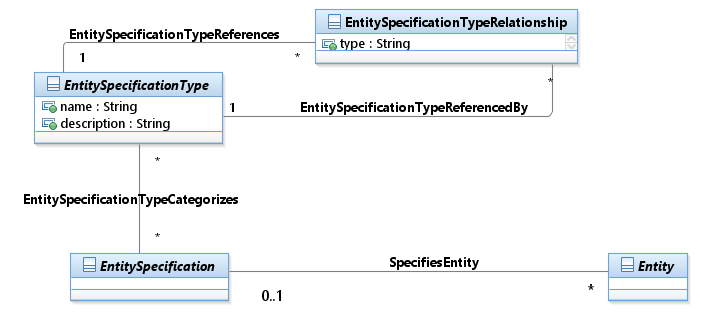 EntitySpecificationTypeRelationship
EntitySpecificationTypeReferences
type : String
1
*
EntitySpecificationType
*
name : String
1
EntitySpecificationTypeReferencedBy
description : String
*
EntitySpecificationTypeCategorizes
*
EntitySpecification
SpecifiesEntity
Entity
0..1
*